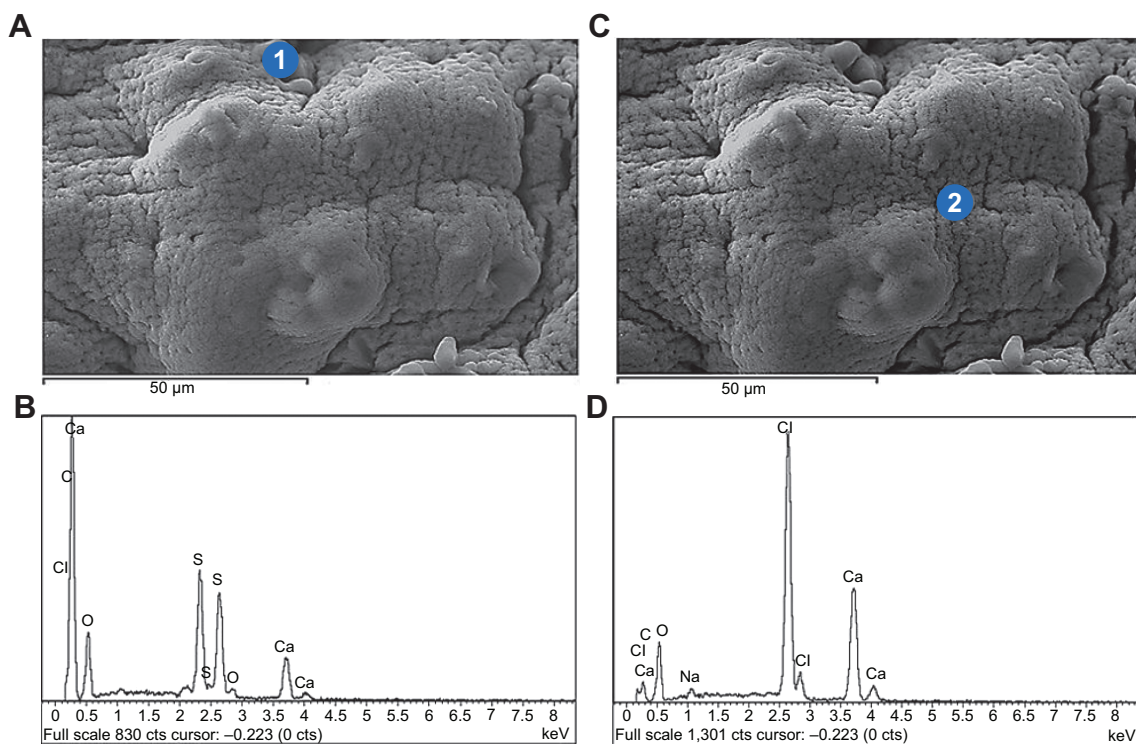 A
C
1
2
50 µm
50 µm
B
D
Ca
C
Cl
O
S
S
S
O
Ca
Ca
0 0.5 1 1.5 2 2.5 3 3.5 4 4.5 5 5.5 6 6.5 7 7.5 8
Full scale 830 cts cursor: –0.223 (0 cts) keV
Cl
Ca
C
O
Cl
Ca
Na
Cl
Ca
0 0.5 1 1.5 2 2.5 3 3.5 4 4.5 5 5.5 6 6.5 7 7.5 8
Full scale 1,301 cts cursor: –0.223 (0 cts) keV